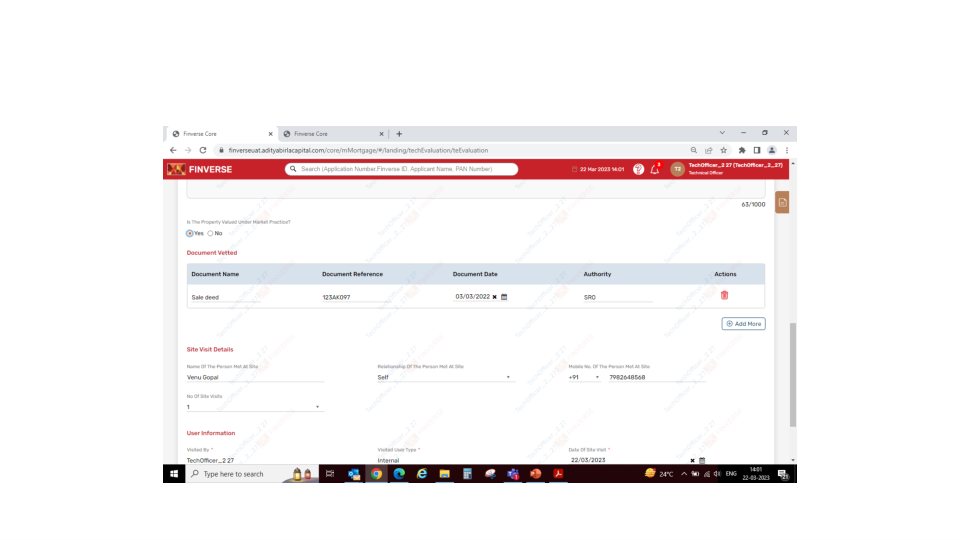 Finverse Core
Finverse Core
finverseuat.adityabirlacapital.com/core/mMortgage/#/landing/techEvaluation/teEvaluation
FINVERSE
Search (Application Number,Finverse ID, Applicant Name, PAN Number)
22 Mar 2023 14:01
T2
TechOfficer_2 27 (TechOfficer_2_27)
Technical Officer
63/1000
Is The Property Valued Under Market Practice?
Yes No
Document Vetted
Document Name Document Reference Document Date Authority Actions
Sale deed 123AK097 03/03/2022 SRO
Add More
Site Visit Details
Name Of The Person Met At Site Relationship Of The Person Met At Site Mobile No. Of The Person Met At Site
Venu Gopal Self +91 7982648568
No Of Site Visits
1
User Information
Visited By * Visited User Type * Date Of Site Visit *
TechOfficer_2 27 Internal 22/03/2023
Type here to search
24°C ENG
14:01
22-03-2023